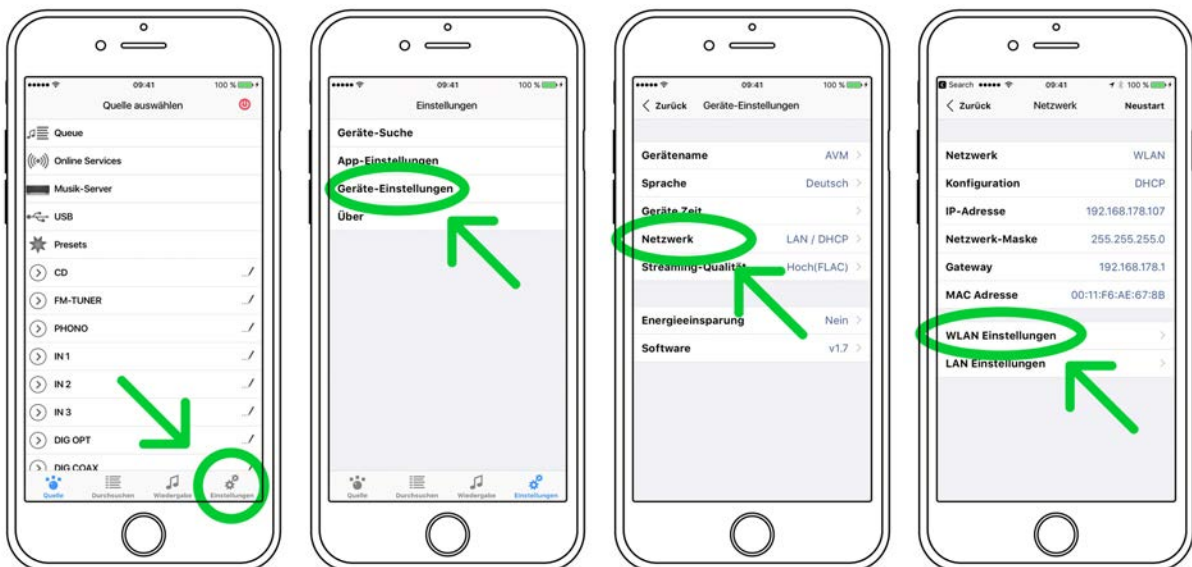 09:41 100 %
Quelle auswählen
Queue
Online Services
Musik-Server
USB
Presets
CD
FM-TUNER
PHONO
IN 1
IN 2
IN 3
DIG OPT
DIG COAX
Quelle Durchsuchen Wiedergabe Einstellungen
09:41 100 %
Einstellungen
Geräte-Suche
App-Einstellungen
Geräte-Einstellungen
Über
Quelle Durchsuchen Wiedergabe Einstellungen
09:41 100 %
Zurück Geräte-Einstellungen
Gerätename AVM
Sprache Deutsch
Geräte Zeit
Netzwerk LAN / DHCP
Streaming-Qualität Hoch(FLAC)
Energieeinsparung Nein
Software v1.7
Search 09:41 100 %
Zurück Netzwerk Neustart
Netzwerk WLAN
Konfiguration DHCP
IP-Adresse 192.168.178.107
Netzwerk-Maske 255.255.255.0
Gateway 192.168.178.1
MAC Adresse 00:11:F6:AE:67:8B
WLAN Einstellungen
LAN Einstellungen